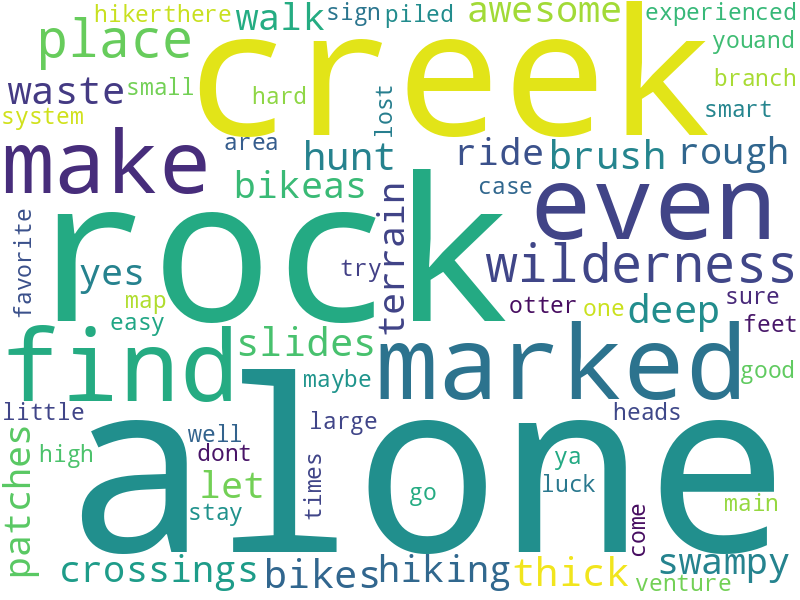 hikerthere walk sign piled awesome experienced
place creek youand
waste small hard lost branch
system area smart
make hunt ride brush rough
bikeas case even
favorite rock terrain wilderness
yes try
map otter one deep sure
easy feet
find slides marked
maybe good
little large heads
patches well alone ya
high dont times
let go luck main
stay come
crossings bikes hiking thick swampy
venture